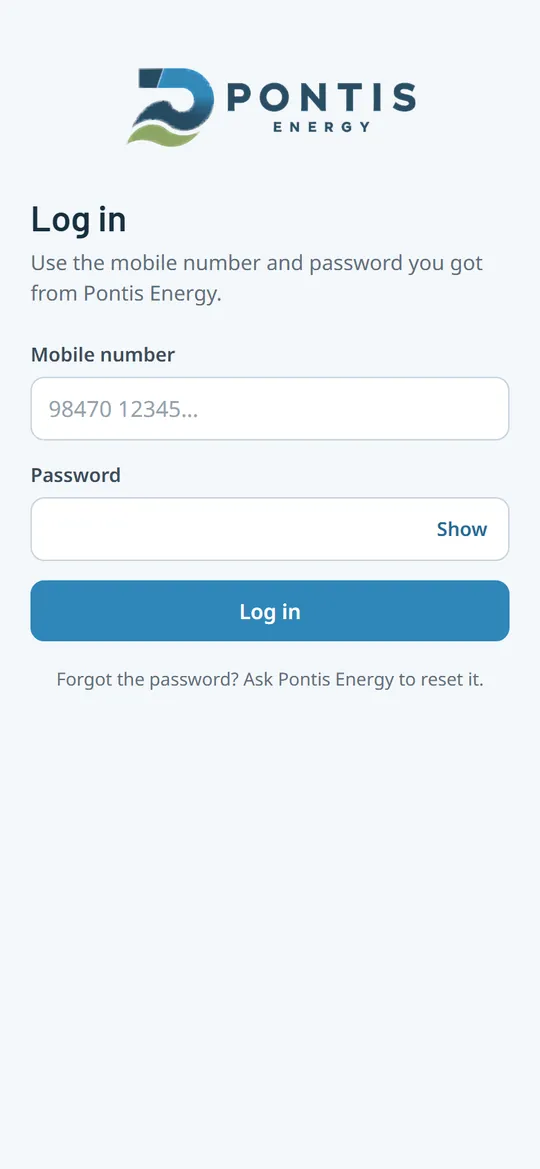 PONTIS
ENERGY
Log in
Use the mobile number and password you got
from Pontis Energy.
Mobile number
98470 12345...
Password
Show
Log in
Forgot the password? Ask Pontis Energy to reset it.